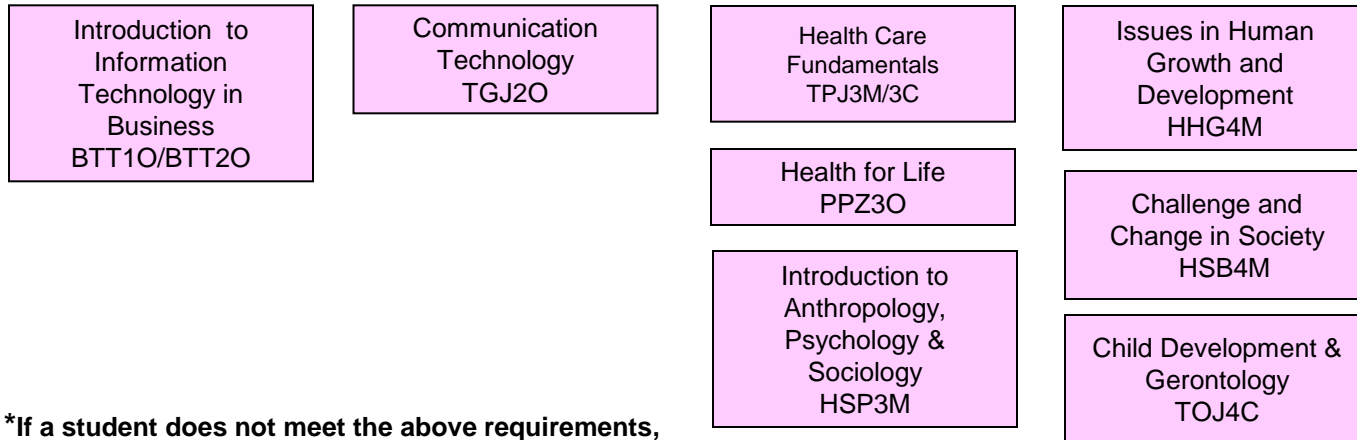 Introduction to
Information
Technology in
Business
BTT1O/BTT2O
Communication
Technology
TGJ2O
Health Care
Fundamentals
TPJ3M/3C
Health for Life
PPZ3O
Introduction to
Anthropology,
Psychology &
Sociology
HSP3M
Issues in Human
Growth and
Development
HHG4M
Challenge and
Change in Society
HSB4M
Child Development &
Gerontology
TOJ4C
*If a student does not meet the above requirements,